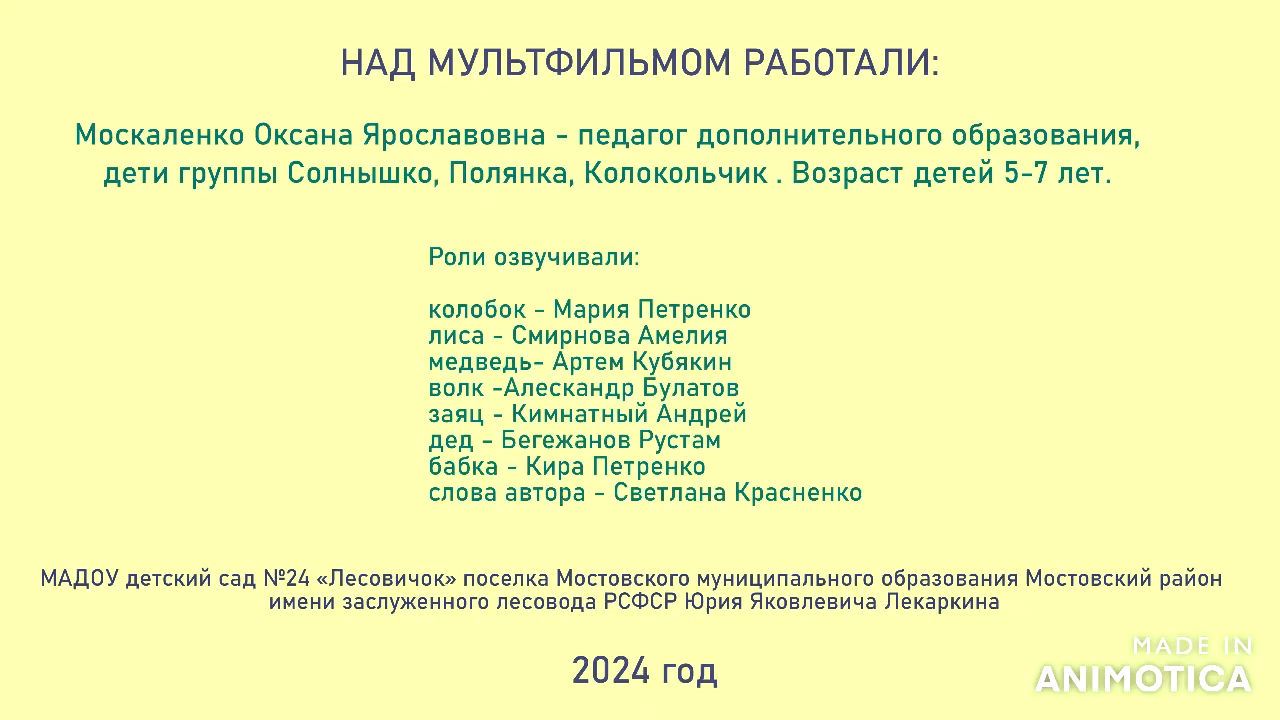 НАД МУЛЬТФИЛЬМОМ РАБОТАЛИ:
Москаленко Оксана Ярославовна - педагог дополнительного образования,
дети группы Солнышко, Полянка, Колокольчик . Возраст детей 5-7 лет.
Роли озвучивали:
колобок - Мария Петренко
лиса - Смирнова Амелия
медведь- Артем Кубякин
волк -Алескандр Булатов
заяц - Кимнатный Андрей
дед - Бегежанов Рустам
бабка - Кира Петренко
слова автора - Светлана Красненко
МАДОУ детский сад №24 «Лесовичок» поселка Мостовского муниципального образования Мостовский район
имени заслуженного лесовода РСФСР Юрия Яковлевича Лекаркина
2024 год
MADE IN
ANIMOTICA